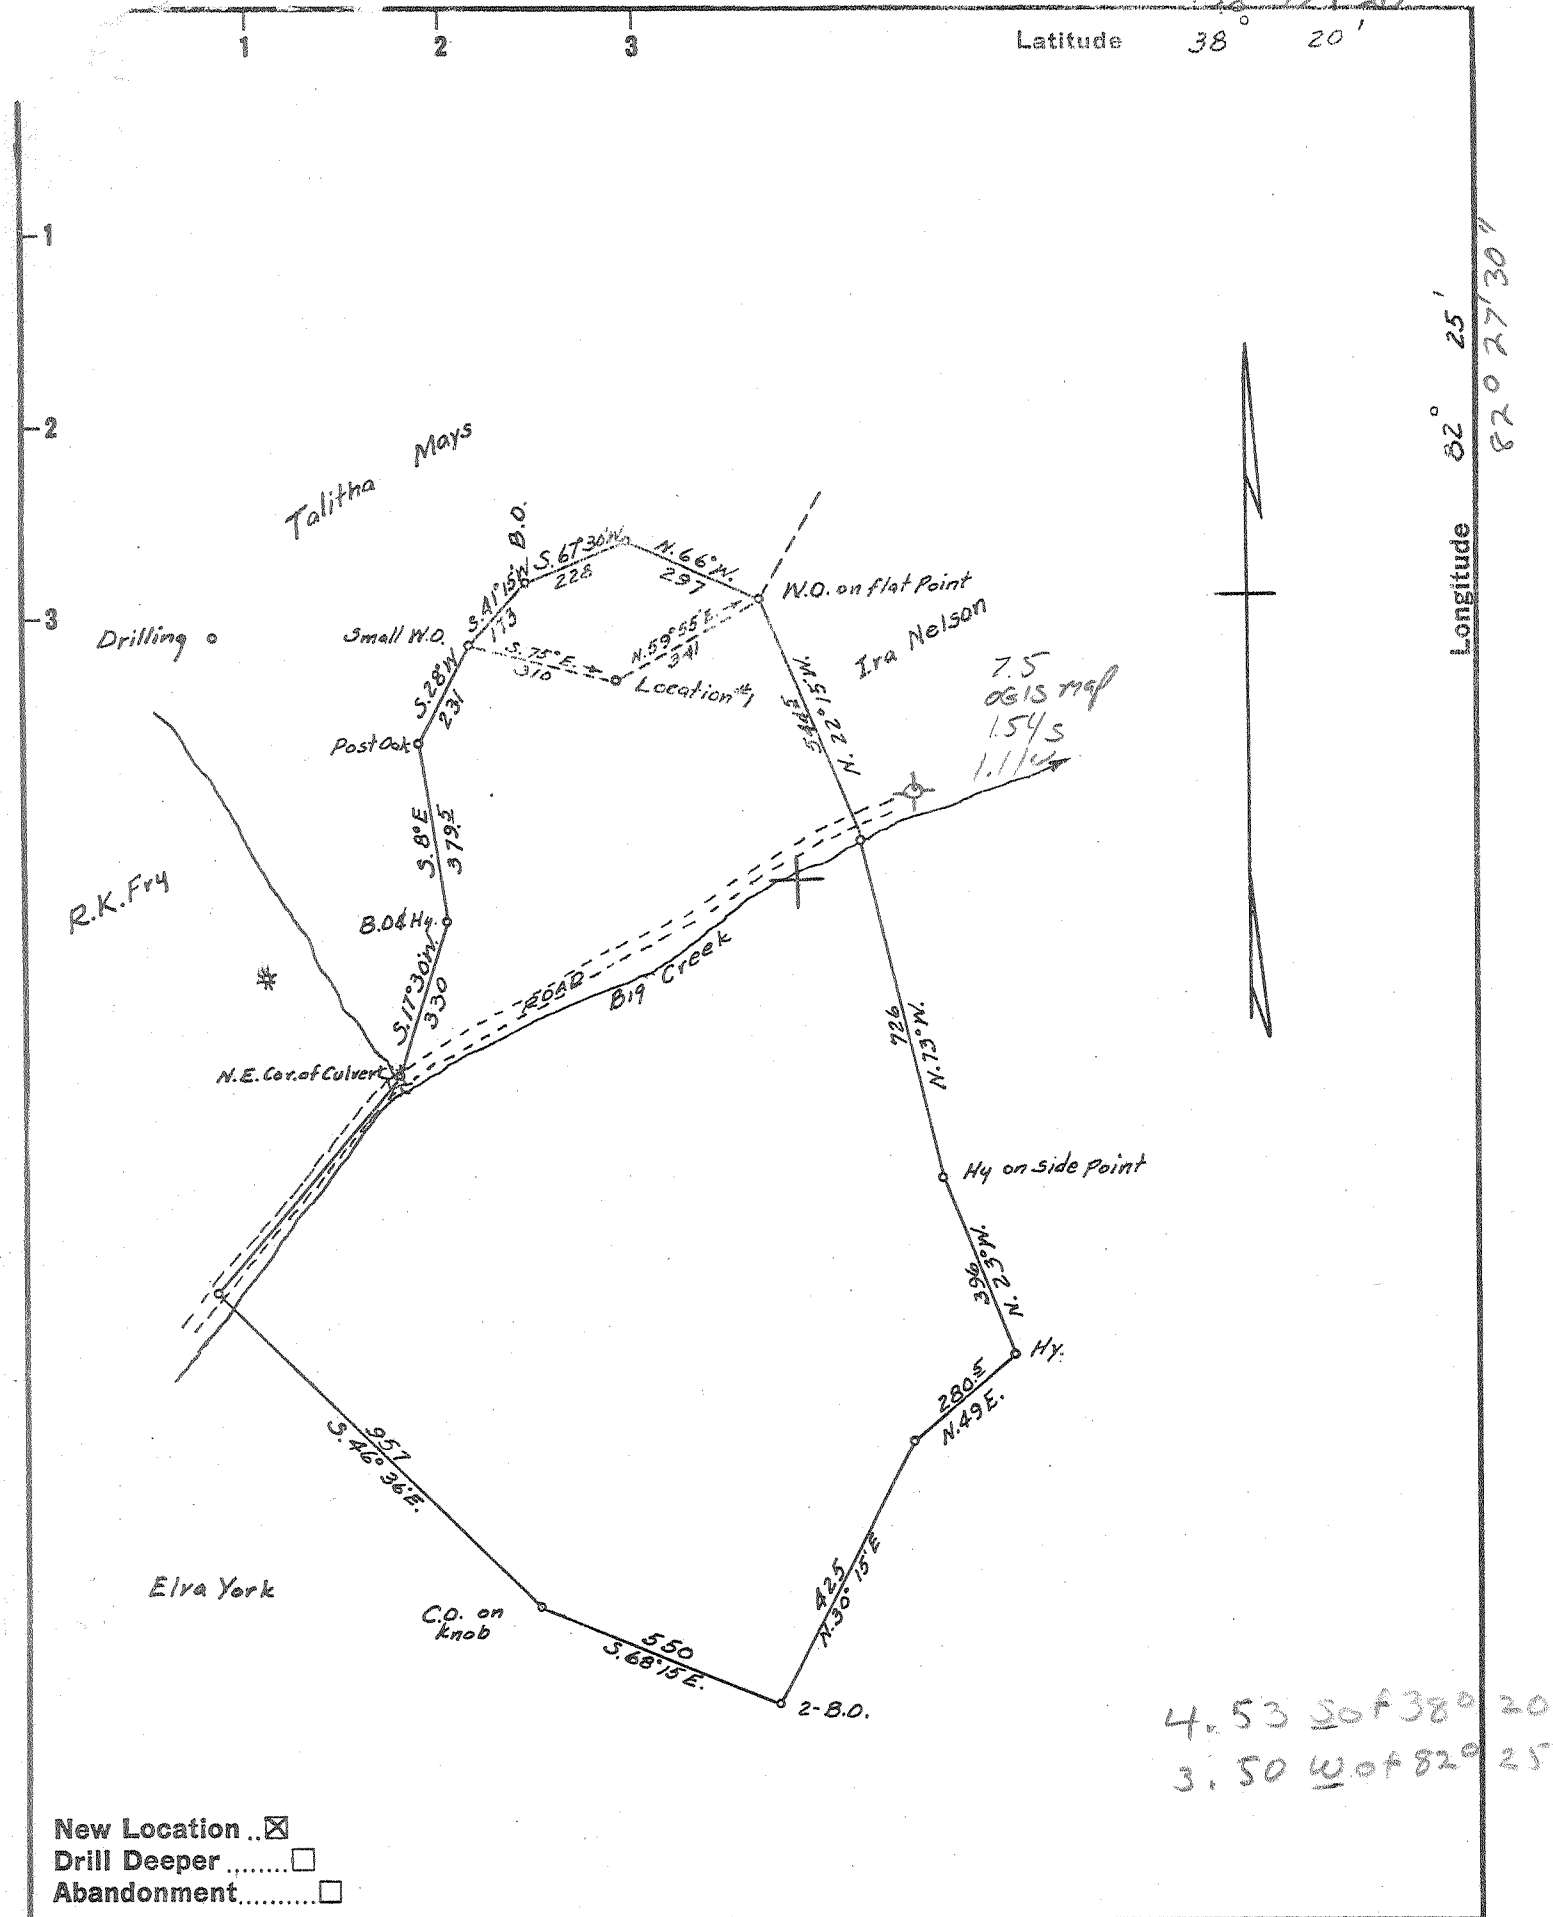 1
2
3
Latitude 38° 20'
1
2
3
82° 25'
82° 27' 30"
Longitude
Talitha Mays
B.O.
S.67°30'W.
228
N.66°W.
297
W.O. on flat Point
S.41°15'W
173
Small W.O.
Drilling
S.75°E.
310
N.59°55'E.
341
Location #1
Ira Nelson
7.5
OGIS map
1.54 S
1.11 W
S.28°W
231
Post Oak
N. 22°15'W.
544.5
S.8°E
379.5
R.K. Fry
B.O.& Hy.
S.17°30'W.
330
ROAD
Big Creek
N.E. Cor. of Culvert
726
N.13°W.
Hy on side Point
396
N. 23°W.
Hy.
280.5
N.49E.
957
S.46°36'E.
425
N.30°15'E
Elva York
C.O. on
knob
550
S.68°15E.
2-B.O.
4.53 S of 38° 20
3.50 W of 82° 25
New Location ..☒
Drill Deeper ........☐
Abandonment..........☐